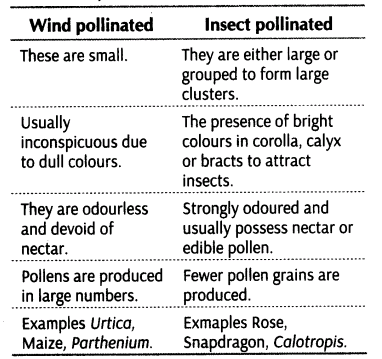 Wind pollinated Insect pollinated
These are small. They are either large or
grouped to form large
clusters.
Usually The presence of bright
inconspicuous due colours in corolla, calyx
to dull colours. or bracts to attract
insects.
They are odourless Strongly odoured and
and devoid of usually possess nectar or
nectar. edible pollen.
Pollens are produced Fewer pollen grains are
in large numbers. produced.
Examples Urtica, Exmaples Rose,
Maize, Parthenium. Snapdragon, Calotropis.